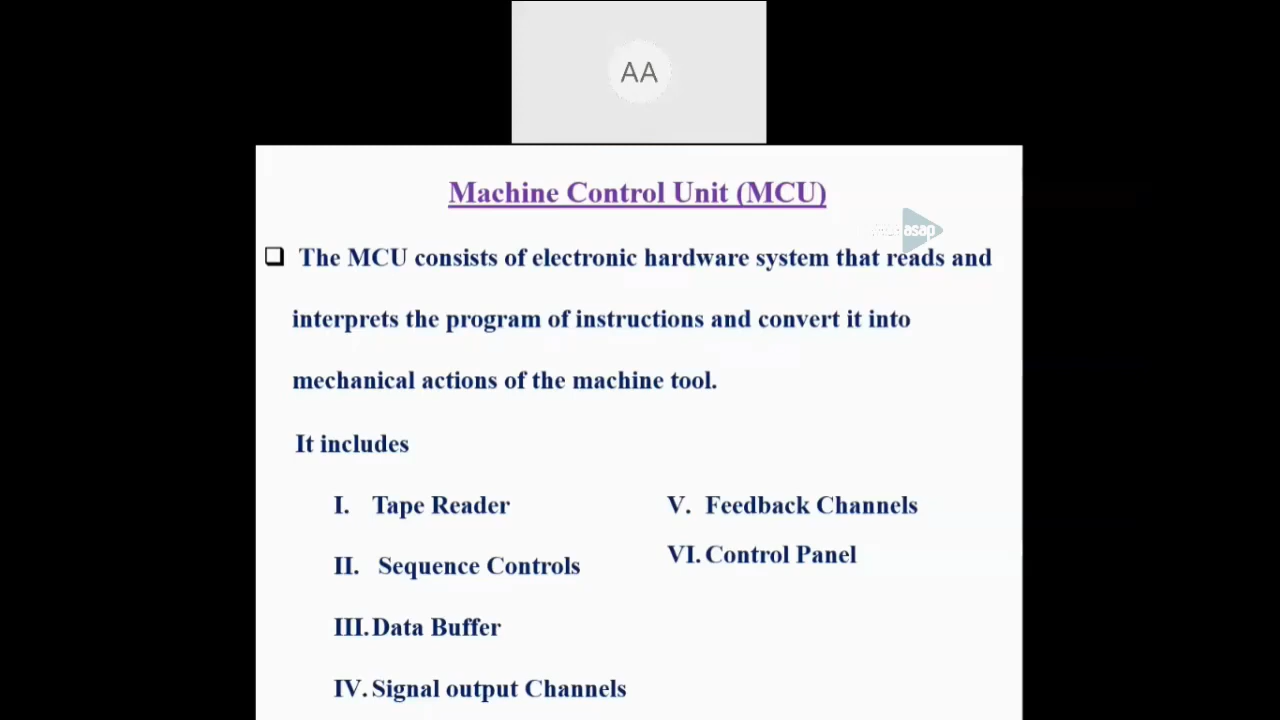 AA
Machine Control Unit (MCU)
asap
❑ The MCU consists of electronic hardware system that reads and
interprets the program of instructions and convert it into
mechanical actions of the machine tool.
It includes
I. Tape Reader
II. Sequence Controls
III. Data Buffer
IV. Signal output Channels
V. Feedback Channels
VI. Control Panel